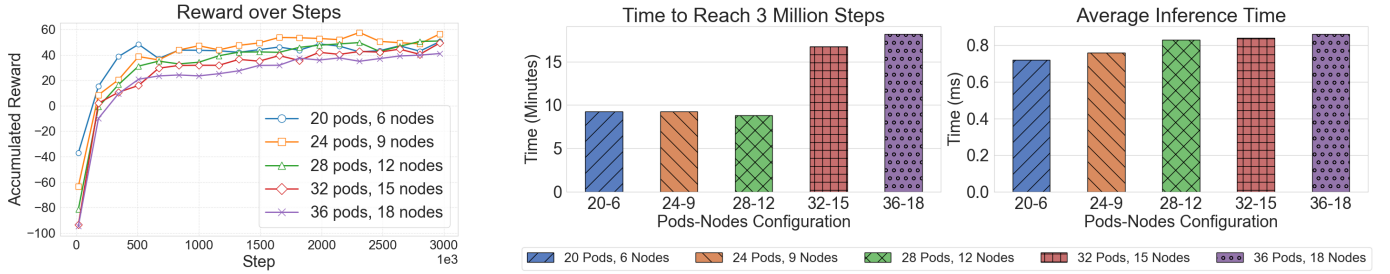 Reward over Steps
Accumulated Reward
60
40
20
0
−20
−40
−60
−80
−100
0
500
1000
1500
2000
2500
3000
1e3
Step
20 pods, 6 nodes
24 pods, 9 nodes
28 pods, 12 nodes
32 pods, 15 nodes
36 pods, 18 nodes
Time to Reach 3 Million Steps
Time (Minutes)
15
10
5
0
20-6
24-9
28-12
32-15
36-18
Pods-Nodes Configuration
Average Inference Time
Time (ms)
0.8
0.6
0.4
0.2
0.0
20-6
24-9
28-12
32-15
36-18
Pods-Nodes Configuration
20 Pods, 6 Nodes
24 Pods, 9 Nodes
28 Pods, 12 Nodes
32 Pods, 15 Nodes
36 Pods, 18 Nodes